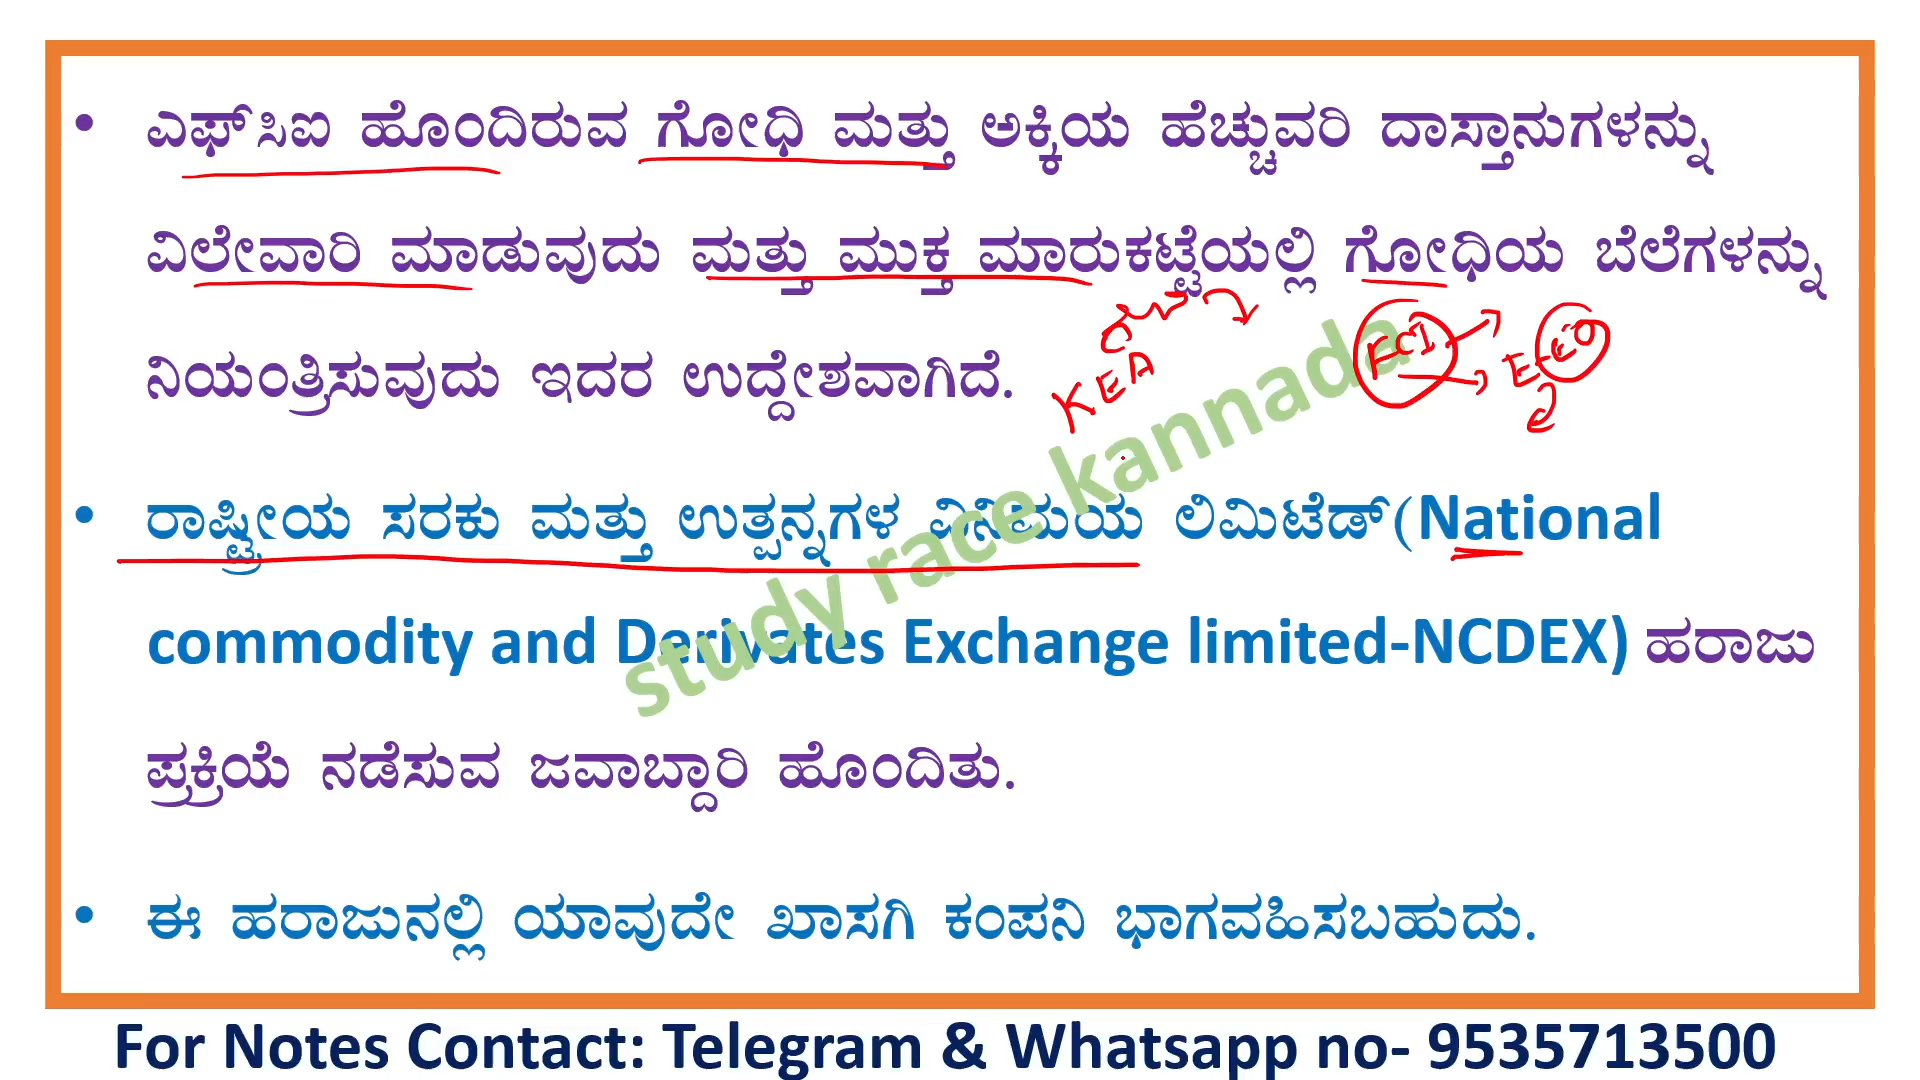 • ಎಫ್‌ಸಿಐ ಹೊಂದಿರುವ ಗೋಧಿ ಮತ್ತು ಅಕ್ಕಿಯ ಹೆಚ್ಚುವರಿ ದಾಸ್ತಾನುಗಳನ್ನು
ವಿಲೇವಾರಿ ಮಾಡುವುದು ಮತ್ತು ಮುಕ್ತ ಮಾರುಕಟ್ಟೆಯಲ್ಲಿ ಗೋಧಿಯ ಬೆಲೆಗಳನ್ನು
ನಿಯಂತ್ರಿಸುವುದು ಇದರ ಉದ್ದೇಶವಾಗಿದೆ.
KEA
FCI
• ರಾಷ್ಟ್ರೀಯ ಸರಕು ಮತ್ತು ಉತ್ಪನ್ನಗಳ ವಿನಿಮಯ ಲಿಮಿಟೆಡ್(National
commodity and Derivates Exchange limited-NCDEX) ಹರಾಜು
ಪ್ರಕ್ರಿಯೆ ನಡೆಸುವ ಜವಾಬ್ದಾರಿ ಹೊಂದಿತು.
study race kannada
• ಈ ಹರಾಜುನಲ್ಲಿ ಯಾವುದೇ ಖಾಸಗಿ ಕಂಪನಿ ಭಾಗವಹಿಸಬಹುದು.
For Notes Contact: Telegram & Whatsapp no- 9535713500